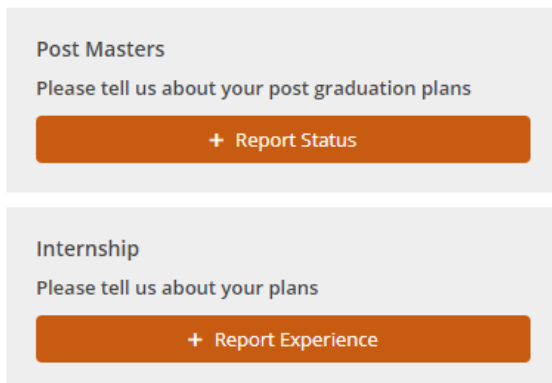 Post Masters
Please tell us about your post graduation plans
+ Report Status
Internship
Please tell us about your plans
+ Report Experience